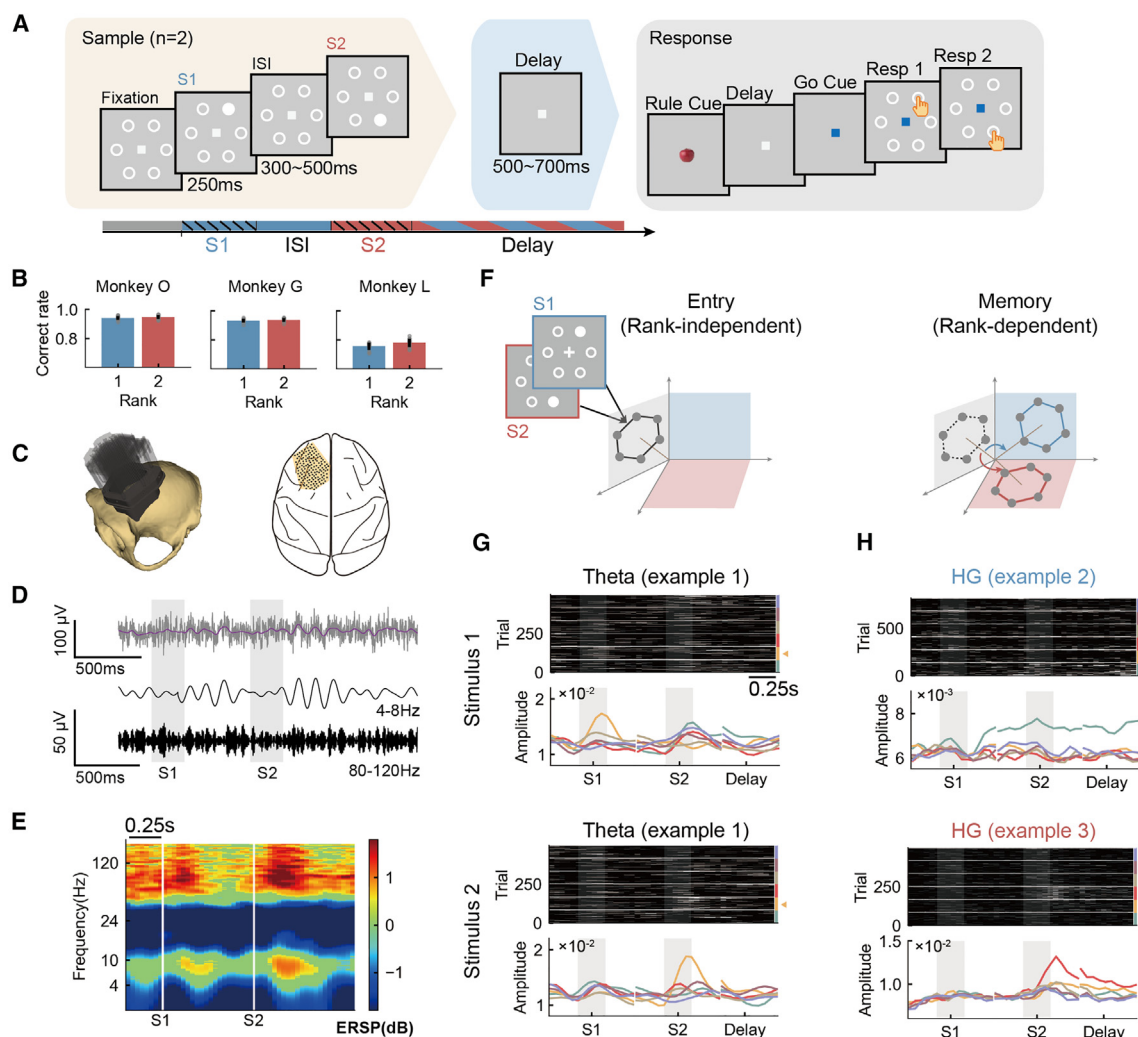 A
Sample (n=2)
Fixation
S1
ISI
S2
250ms
300~500ms
Delay
500~700ms
Response
Rule Cue
Delay
Go Cue
Resp 1
Resp 2
S1 ISI S2 Delay
B
Monkey O Monkey G Monkey L
Correct rate
1.0
0.8
1 2 1 2 1 2
Rank Rank Rank
C
D
100 μV
500ms
4-8Hz
50 μV
500ms
S1 S2
80-120Hz
E
0.25s
Frequency(Hz)
120
24
10
4
S1 S2
1
0
−1
ERSP(dB)
F
S1
S2
Entry
(Rank-independent)
Memory
(Rank-dependent)
G
Stimulus 1
Theta (example 1)
Trial
250
0
0.25s
×10⁻²
Amplitude
2
1
S1 S2 Delay
Stimulus 2
Theta (example 1)
Trial
250
0
×10⁻²
Amplitude
2
1
S1 S2 Delay
H
HG (example 2)
Trial
500
0
×10⁻³
Amplitude
8
6
S1 S2 Delay
HG (example 3)
Trial
500
250
0
×10⁻²
Amplitude
1.5
1.0
S1 S2 Delay